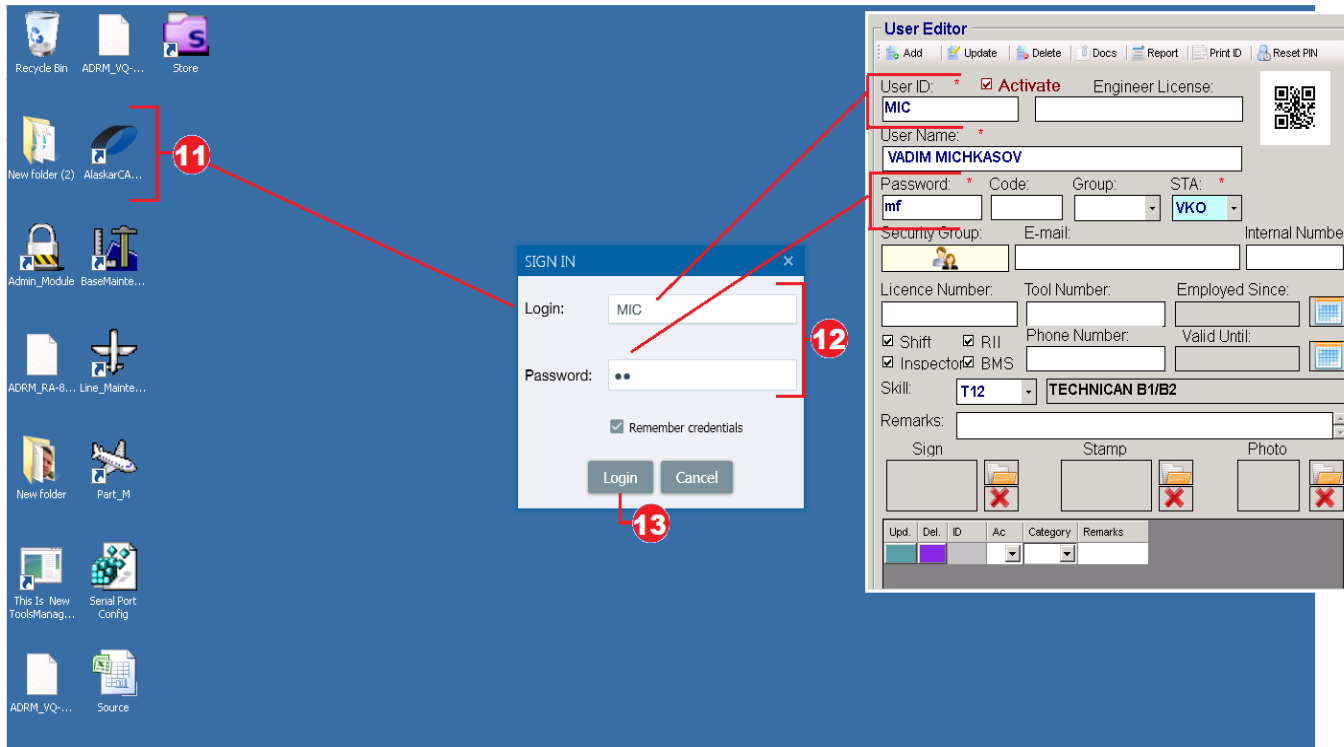 Recycle Bin
ADRM_VQ-...
Store
New folder (2)
AlaskarCA...
11
Admin_Module
BaseMainte...
ADRM_RA-8...
Line_Mainte...
New folder
Part_M
This Is New
ToolsManag...
Serial Port
Config
ADRM_VQ-...
Source
SIGN IN
×
Login:
MIC
Password:
••
12
Remember credentials
Login
Cancel
13
User Editor
Add
Update
Delete
Docs
Report
Print ID
Reset PIN
User ID: *
Activate
Engineer License:
MIC
User Name: *
VADIM MICHKASOV
Password: *
Code:
Group:
STA: *
mf
VKO
Security Group:
E-mail:
Internal Numbe
Licence Number:
Tool Number:
Employed Since:
Shift
RII
Phone Number:
Valid Until:
Inspector
BMS
Skill:
T12
TECHNICAN B1/B2
Remarks:
Sign
Stamp
Photo
Upd.
Del.
ID
Ac
Category
Remarks